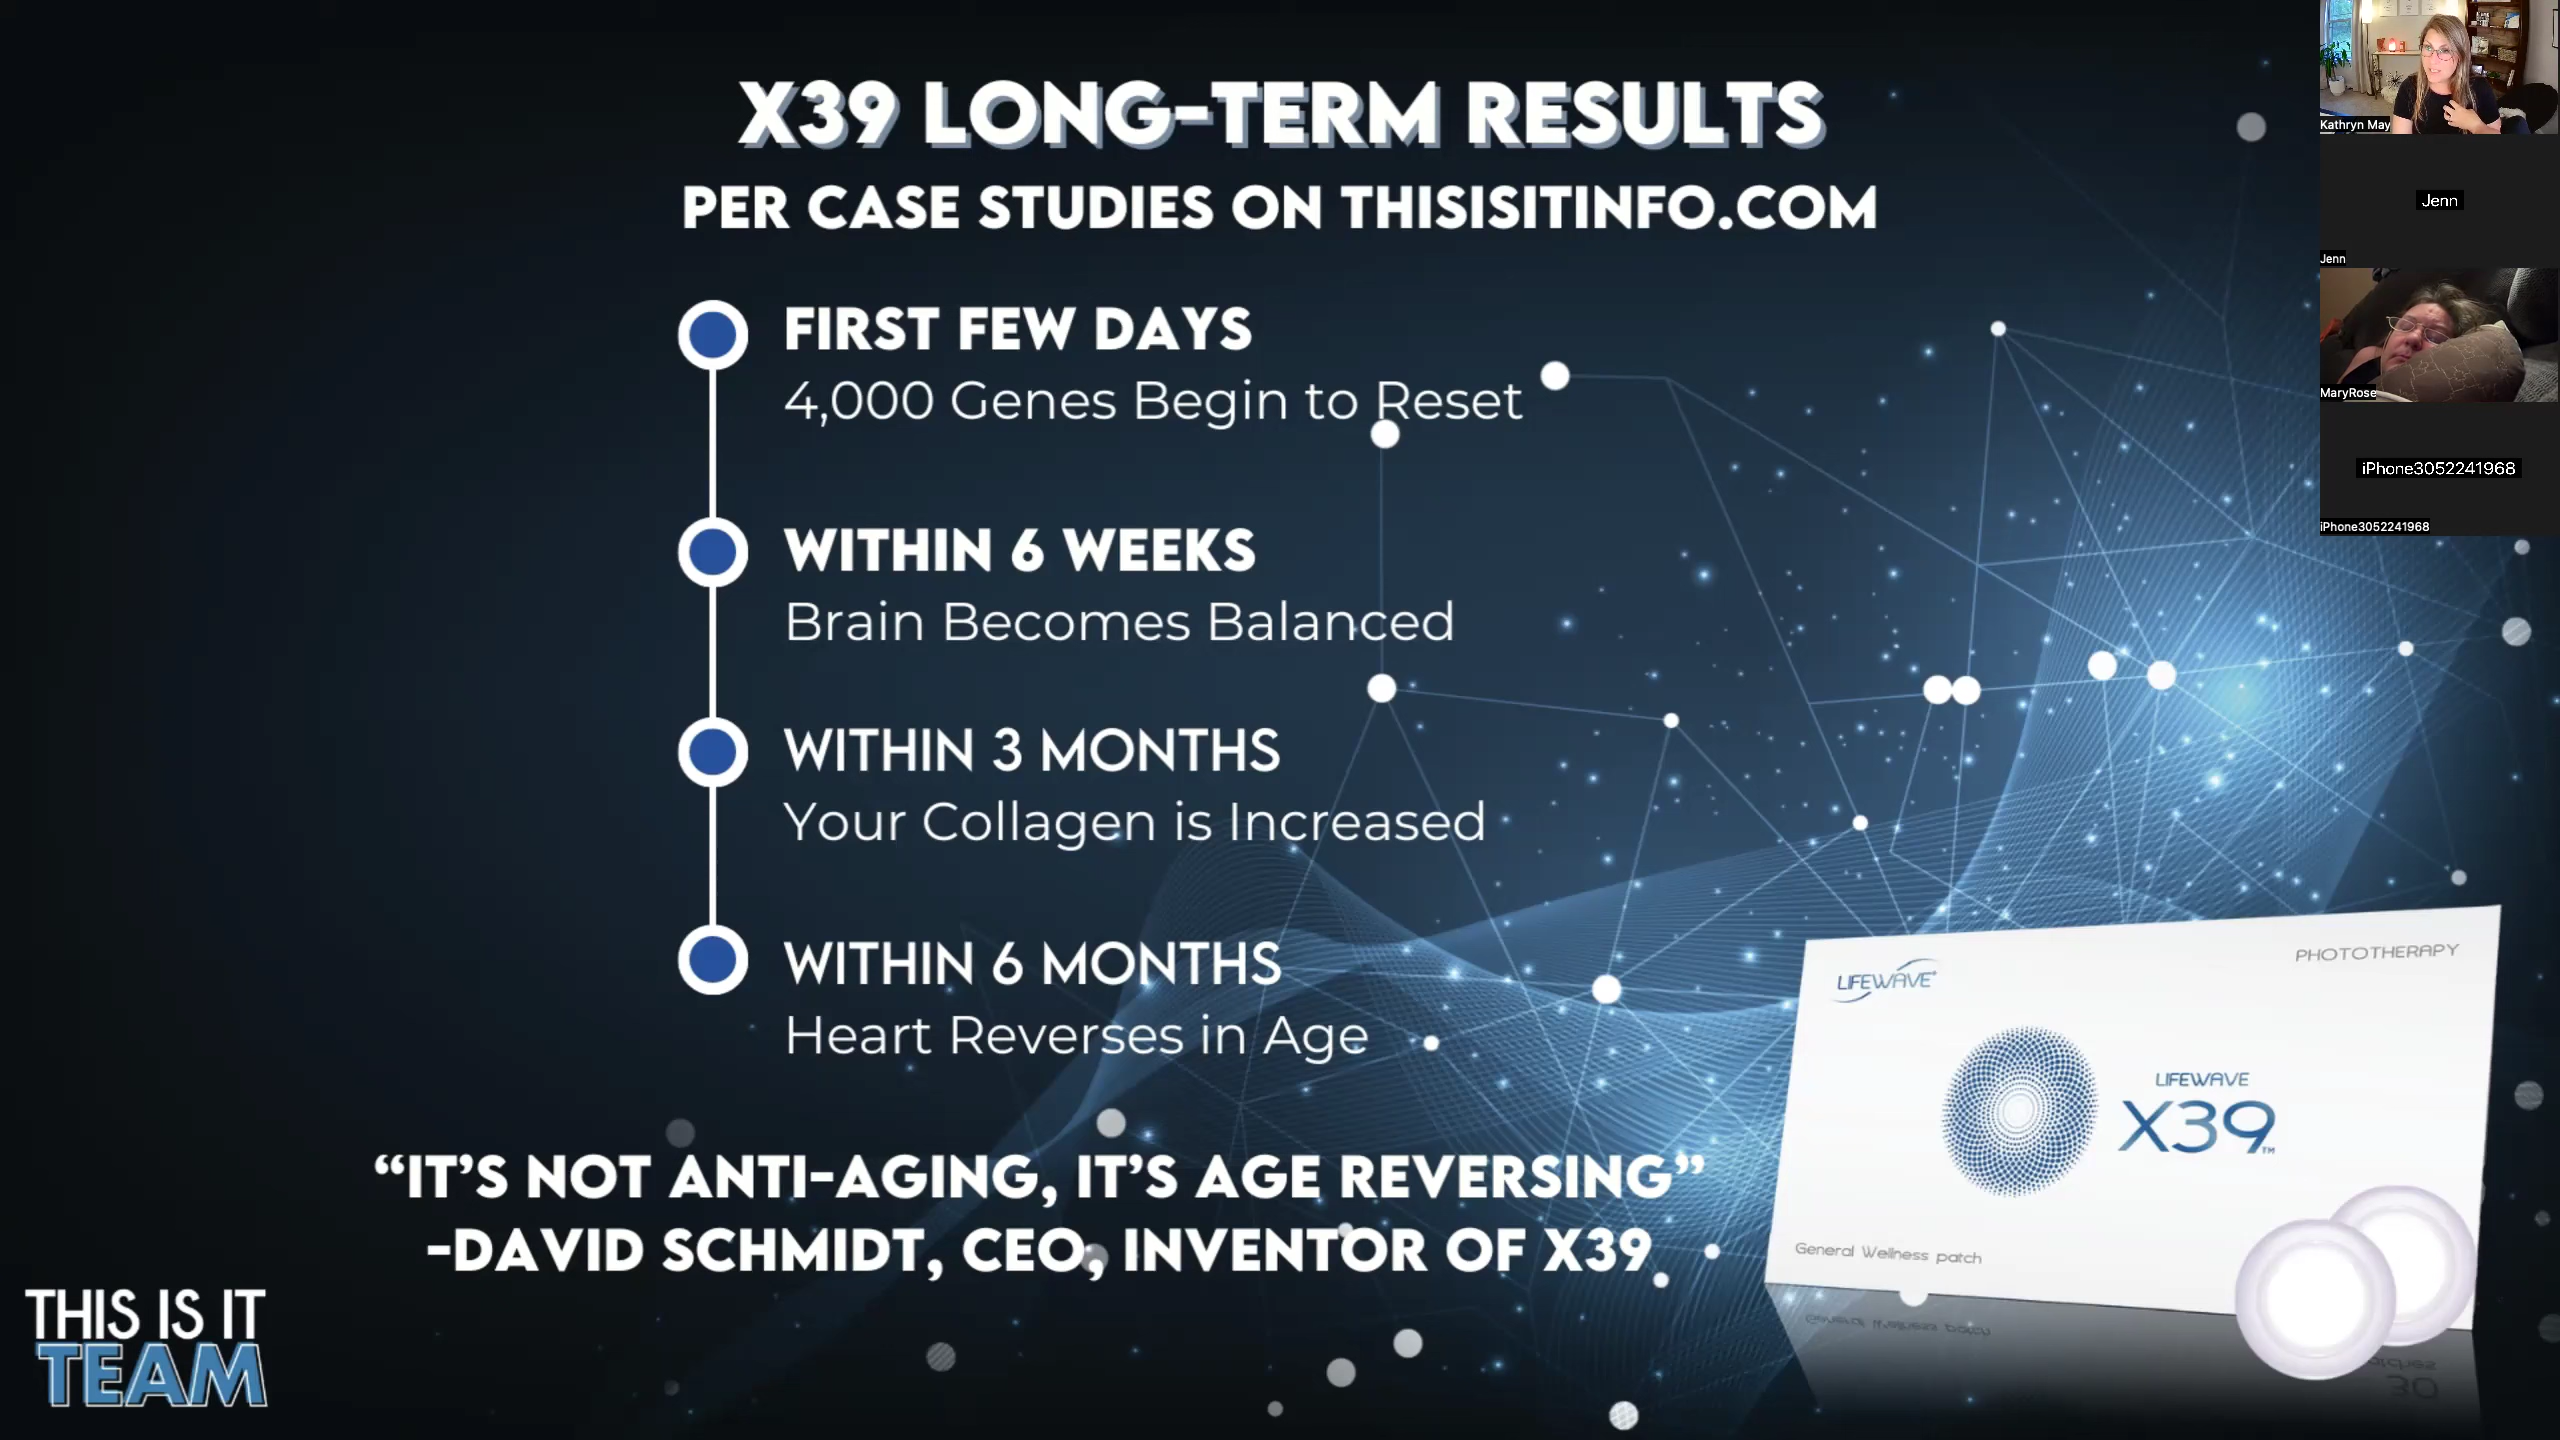 X39 LONG-TERM RESULTS
PER CASE STUDIES ON THISISITINFO.COM
FIRST FEW DAYS
4,000 Genes Begin to Reset
WITHIN 6 WEEKS
Brain Becomes Balanced
WITHIN 3 MONTHS
Your Collagen is Increased
WITHIN 6 MONTHS
Heart Reverses in Age
“IT’S NOT ANTI-AGING, IT’S AGE REVERSING”
-DAVID SCHMIDT, CEO, INVENTOR OF X39
THIS IS IT
TEAM
PHOTOTHERAPY
LIFEWAVE
LIFEWAVE
X39™
General Wellness patch
30
Kathryn May
Jenn
Jenn
MaryRose
iPhone3052241968
iPhone3052241968